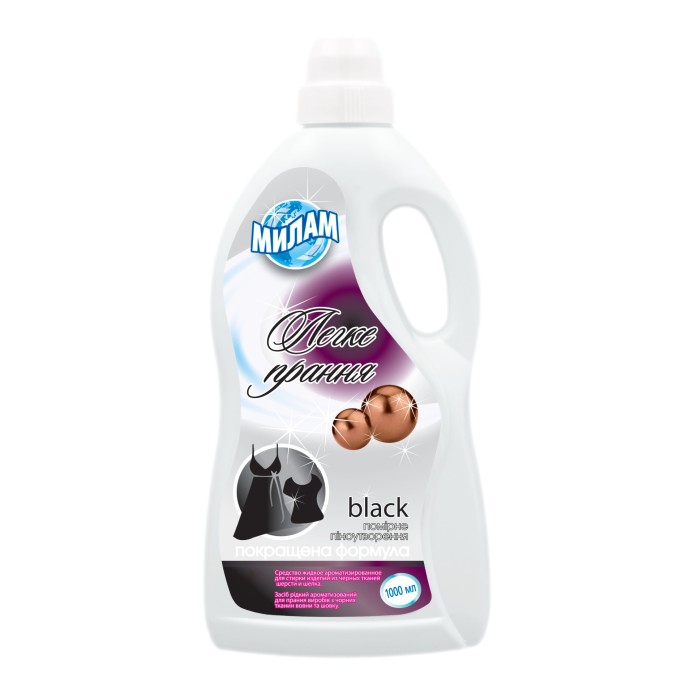 МИЛАМ
Легке
прання
black
помірне
піноутворення
покращена формула
Средство жидкое ароматизированное
для стирки изделий из черных тканей
шерсти и шелка
Засіб рідкий ароматизований
для прання виробів з чорних
тканин вовни та шовку.
1000 мл